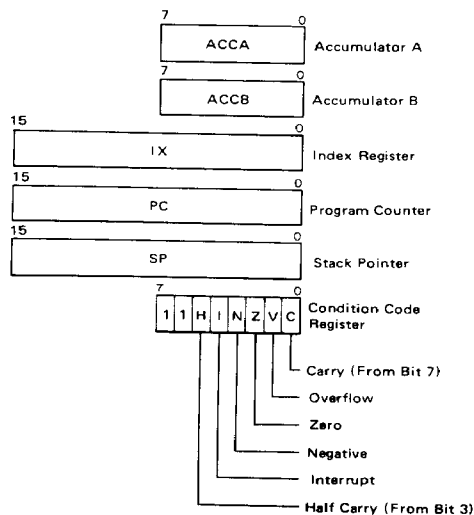 7 0
ACCA Accumulator A
7 0
ACCB Accumulator B
15 0
IX Index Register
15 0
PC Program Counter
15 0
SP Stack Pointer
7 0
1 1 H I N Z V C Condition Code
Register
Carry (From Bit 7)
Overflow
Zero
Negative
Interrupt
Half Carry (From Bit 3)